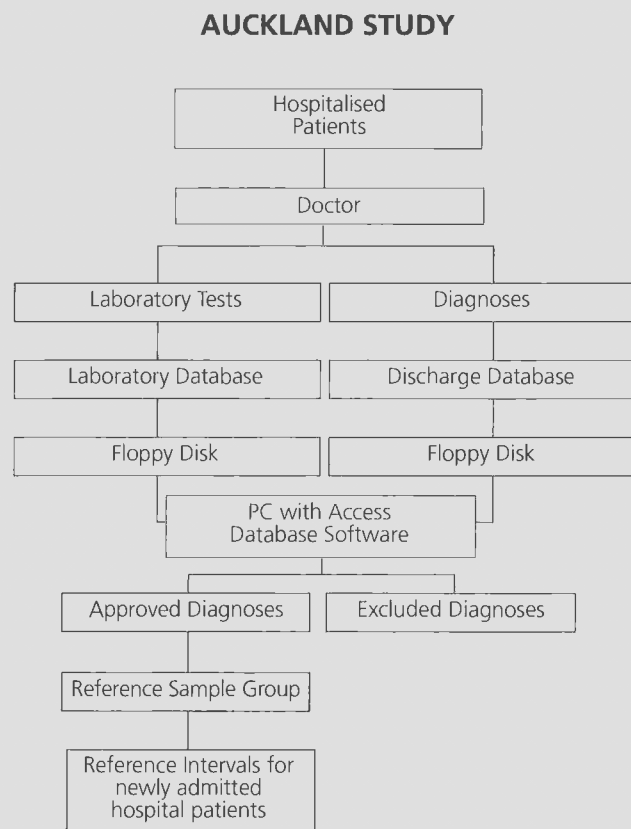 AUCKLAND STUDY
Hospitalised
Patients
Doctor
Laboratory Tests
Diagnoses
Laboratory Database
Discharge Database
Floppy Disk
Floppy Disk
PC with Access
Database Software
Approved Diagnoses
Excluded Diagnoses
Reference Sample Group
Reference Intervals for
newly admitted
hospital patients